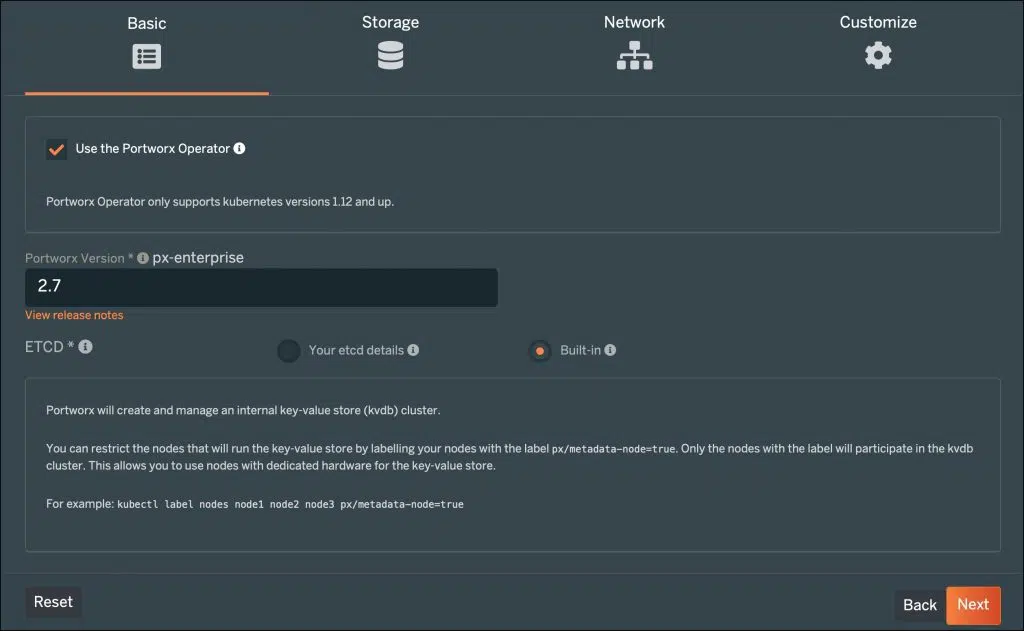 Basic
Storage
Network
Customize
Use the Portworx Operator
Portworx Operator only supports kubernetes versions 1.12 and up.
Portworx Version * px-enterprise
2.7
View release notes
ETCD *
Your etcd details
Built-in
Portworx will create and manage an internal key-value store (kvdb) cluster.
You can restrict the nodes that will run the key-value store by labelling your nodes with the label px/metadata-node=true. Only the nodes with the label will participate in the kvdb
cluster. This allows you to use nodes with dedicated hardware for the key-value store.
For example: kubectl label nodes node1 node2 node3 px/metadata-node=true
Reset
Back
Next